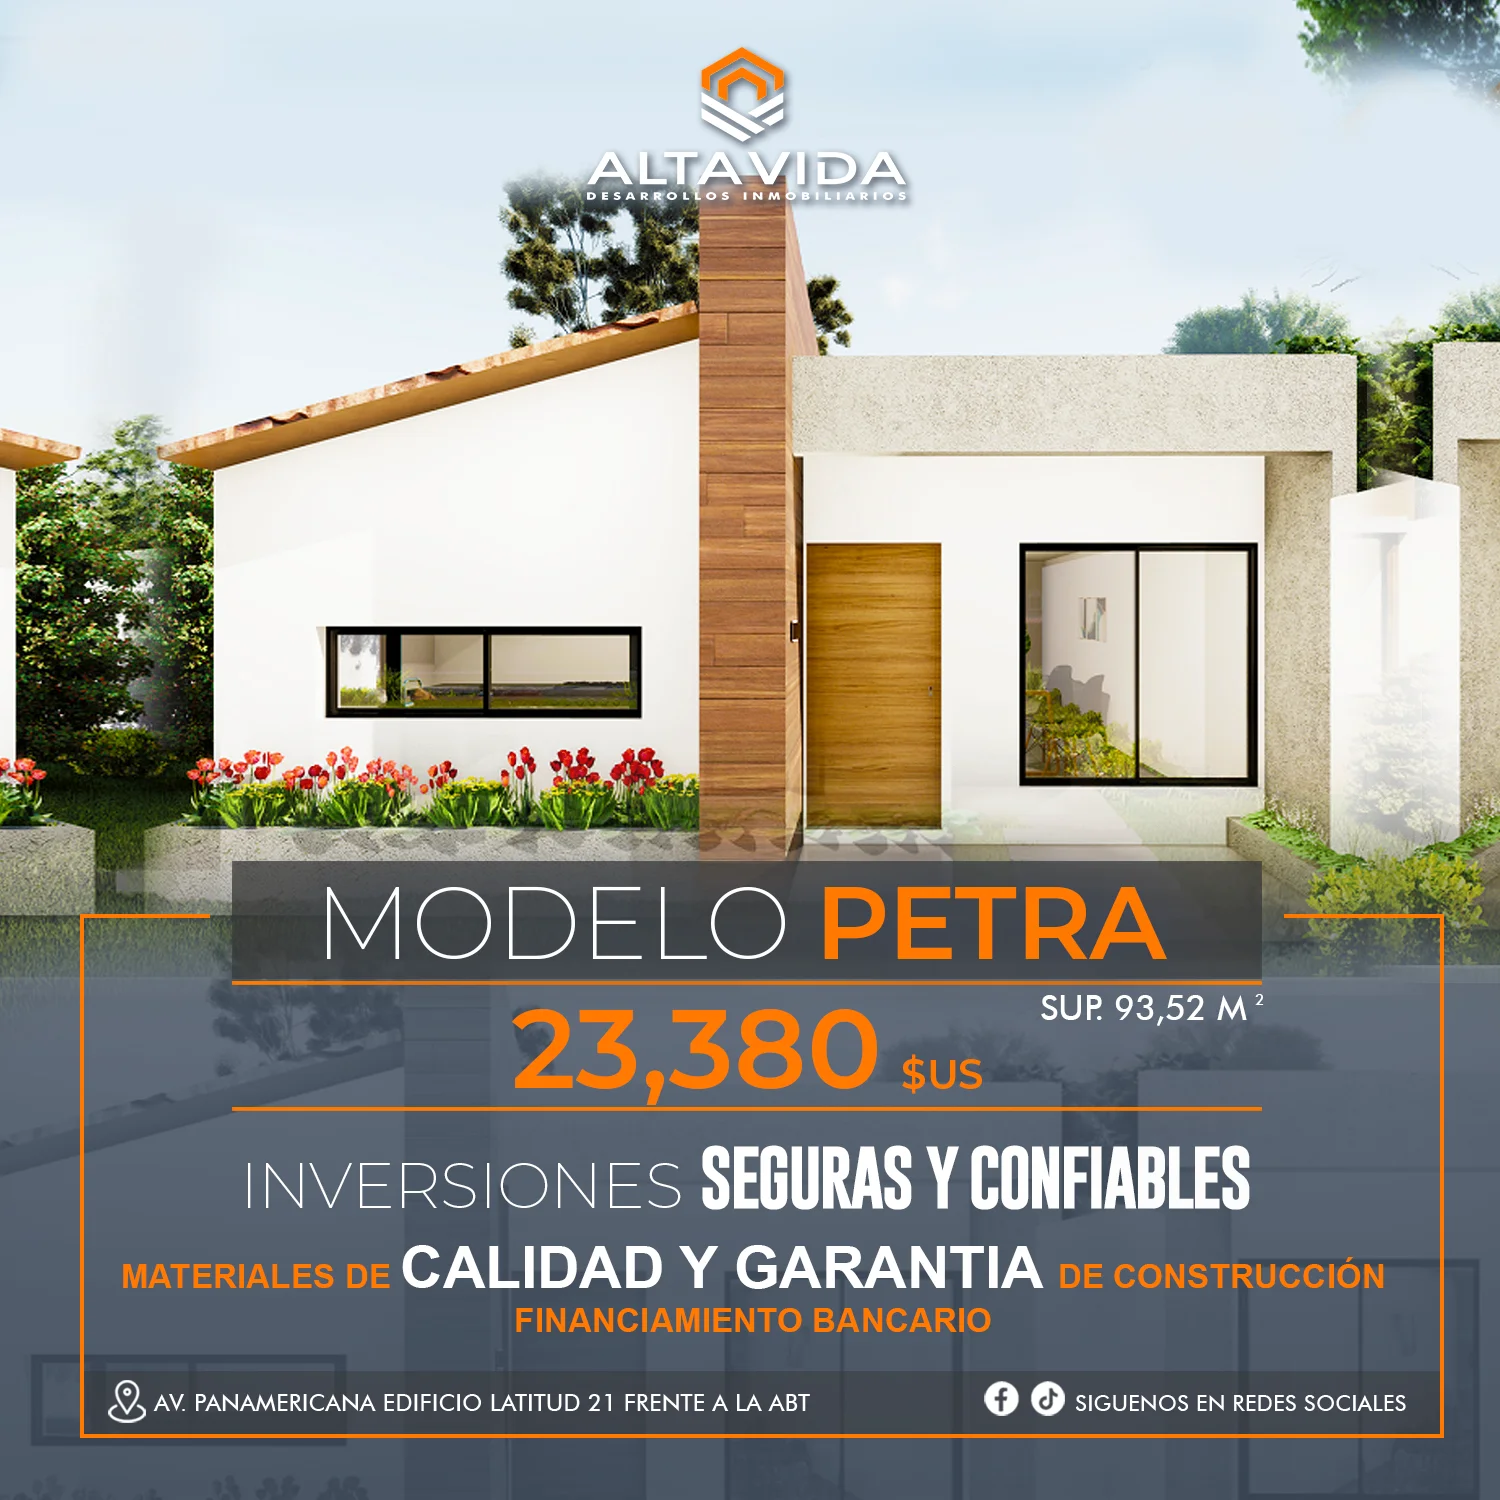 ALTAVIDA
DESARROLLOS INMOBILIARIOS
MODELO PETRA
SUP. 93,52 M²
23,380 $US
INVERSIONES SEGURAS Y CONFIABLES
MATERIALES DE CALIDAD Y GARANTIA DE CONSTRUCCIÓN
FINANCIAMIENTO BANCARIO
AV. PANAMERICANA EDIFICIO LATITUD 21 FRENTE A LA ABT
SIGUENOS EN REDES SOCIALES